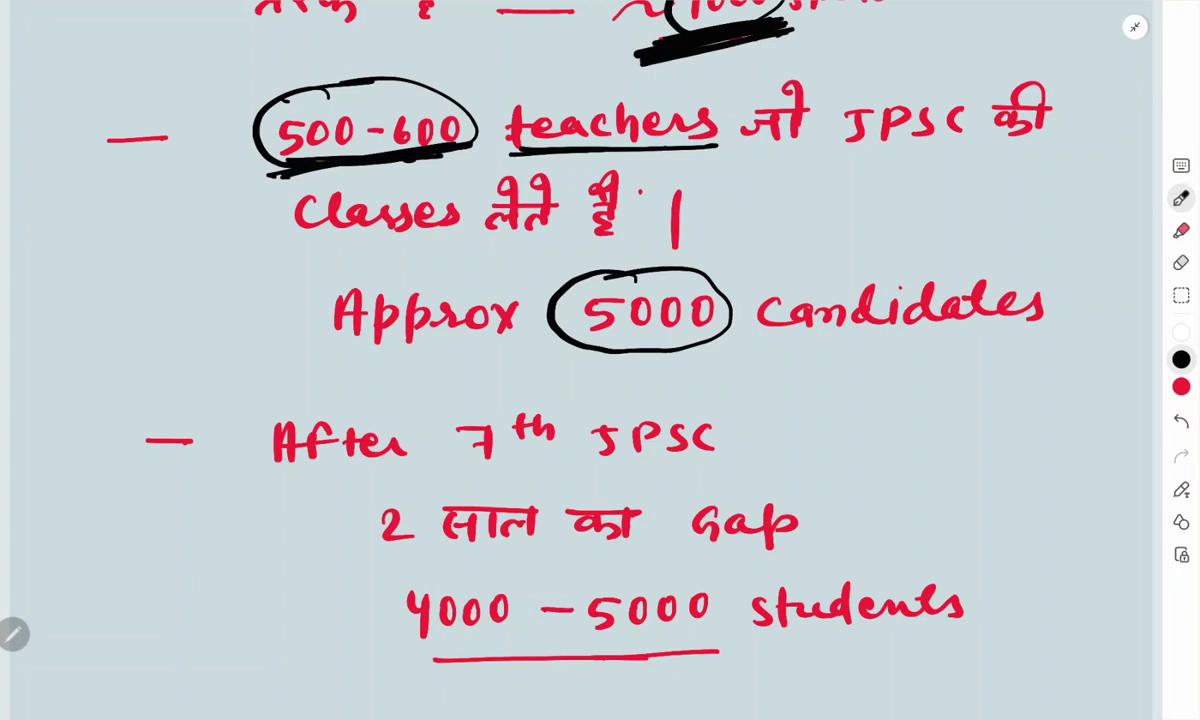 — 500-600 teachers जो JPSC की
Classes लेते हैं |
Approx 5000 candidates
— After 7th JPSC
2 साल का Gap
4000 - 5000 students